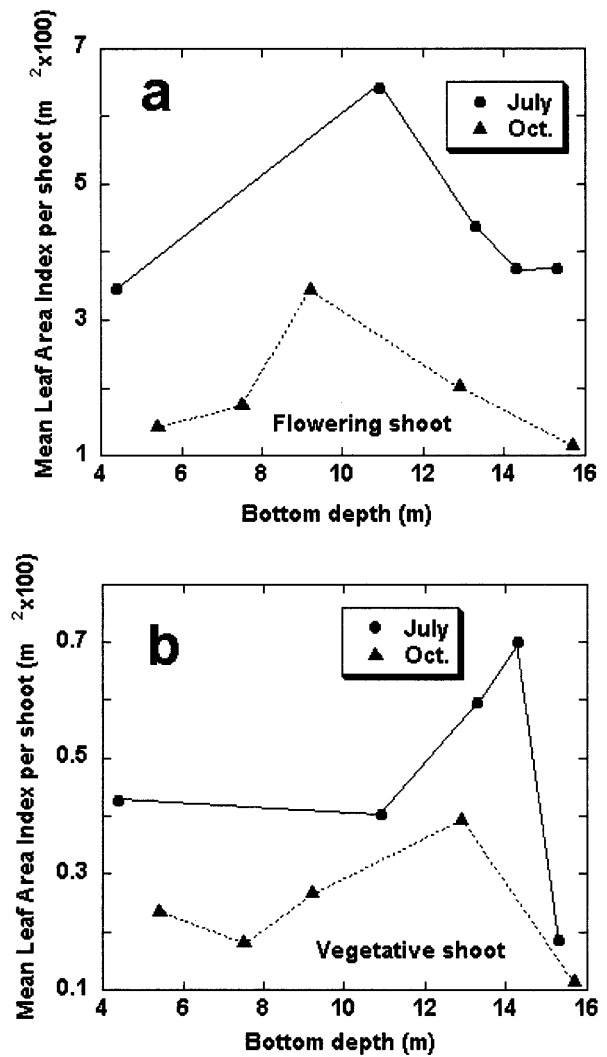 7
a
July
Oct.
5
3
Flowering shoot
1
4 6 8 10 12 14 16
Bottom depth (m)
Mean Leaf Area Index per shoot (m 2x100)
July
Oct.
b
0.7
0.5
0.3
Vegetative shoot
0.1
4 6 8 10 12 14 16
Bottom depth (m)
Mean Leaf Area Index per shoot (m 2x100)